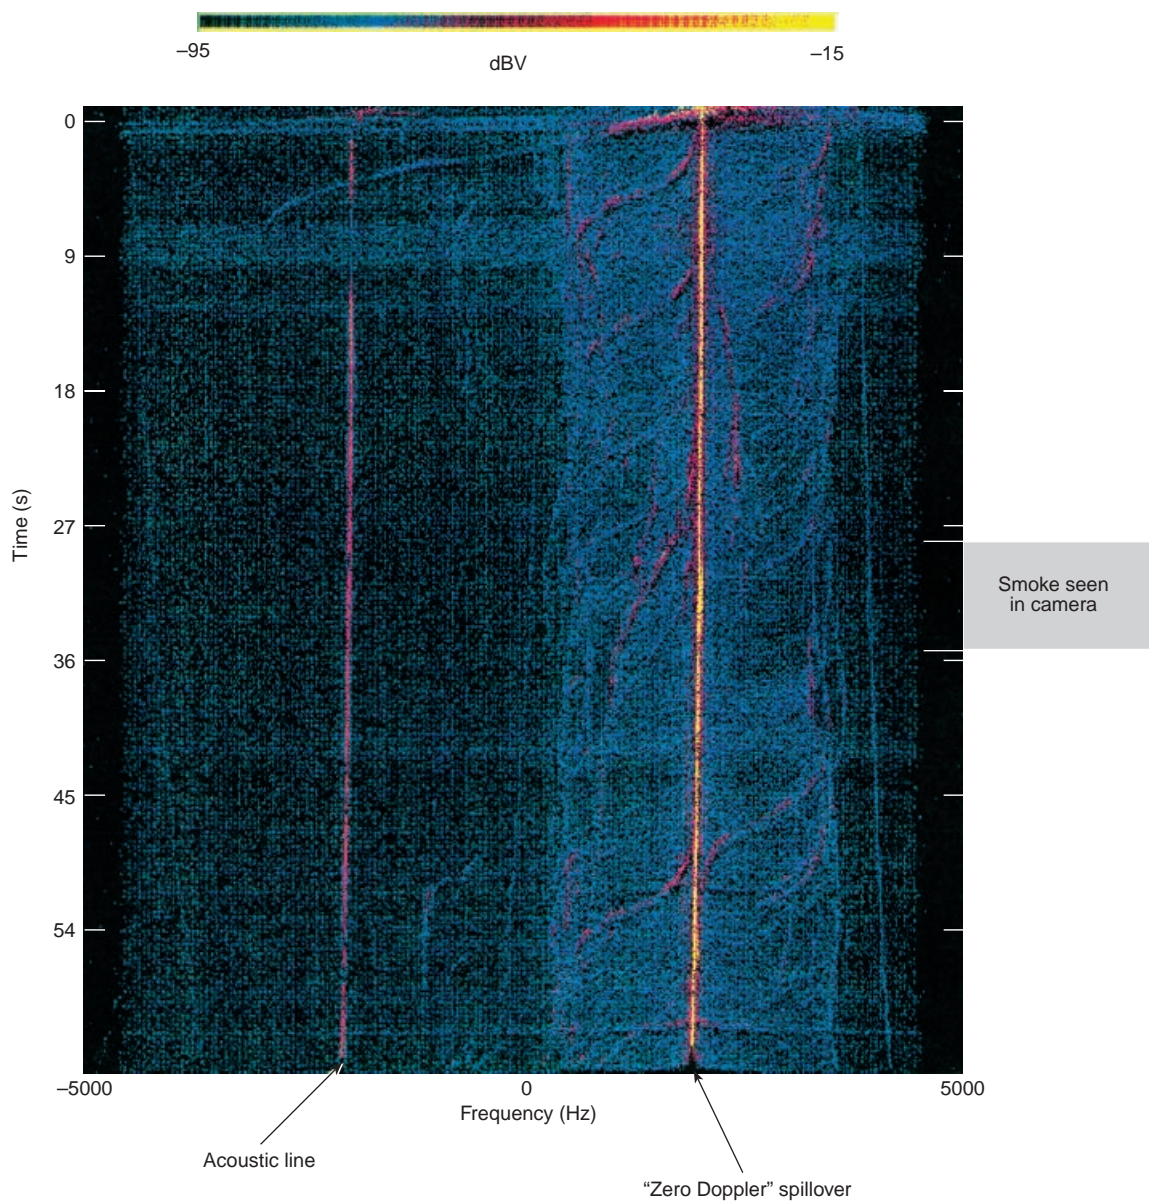 –95
–15
dBV
0
9
18
27
36
45
54
Time (s)
Smoke seen
in camera
–5000
0
5000
Frequency (Hz)
Acoustic line
“Zero Doppler” spillover